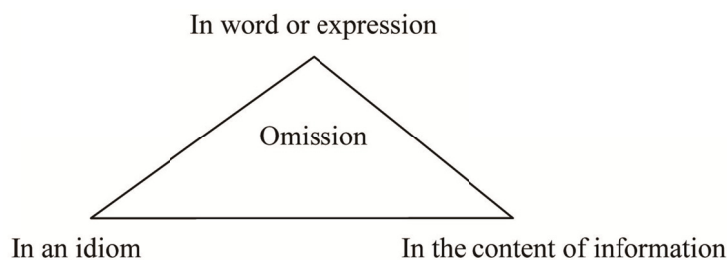 In word or expression
Omission
In an idiom
In the content of information